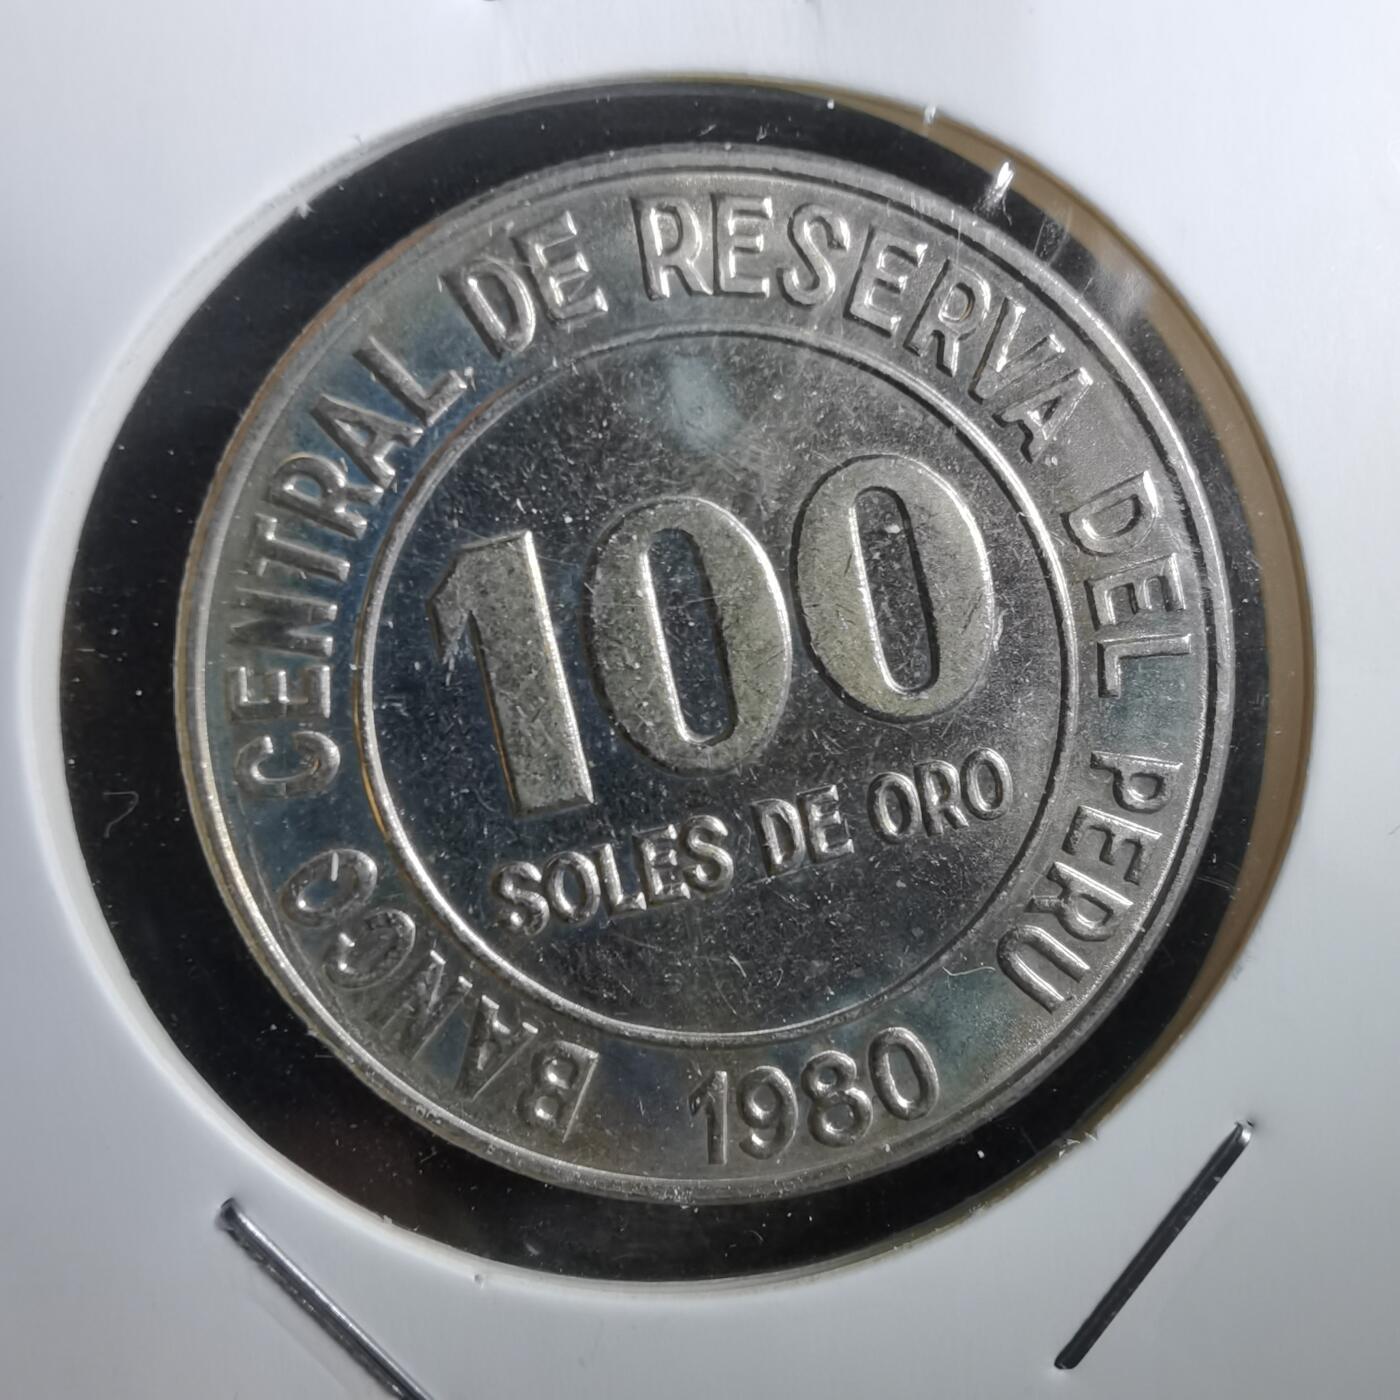 BANCO CENTRAL DE RESERVA DEL PERU
100
SOLES DE ORO
1980